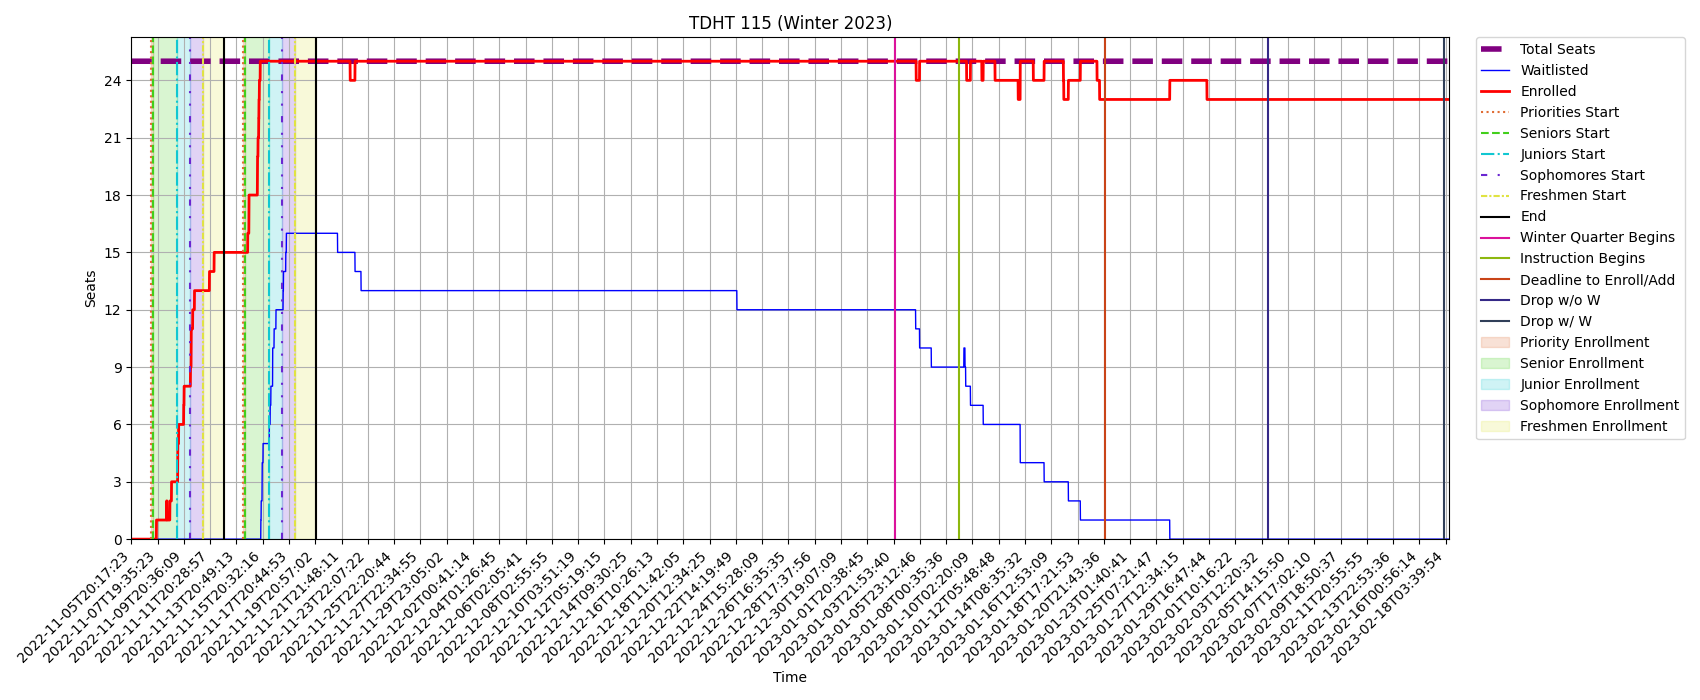 TDHT 115 (Winter 2023)
Seats
24
21
18
15
12
9
6
3
0
2022-11-05T20:17:23
2022-11-07T19:35:23
2022-11-09T20:36:09
2022-11-11T20:28:57
2022-11-13T20:49:13
2022-11-15T20:32:16
2022-11-17T20:44:53
2022-11-19T20:57:02
2022-11-21T21:48:11
2022-11-23T22:07:22
2022-11-25T22:20:44
2022-11-27T22:34:55
2022-11-29T23:05:02
2022-12-02T00:41:14
2022-12-04T01:26:45
2022-12-06T02:05:41
2022-12-08T02:55:55
2022-12-10T03:51:19
2022-12-12T05:19:15
2022-12-14T09:30:25
2022-12-16T10:26:13
2022-12-18T11:42:05
2022-12-20T12:34:25
2022-12-22T14:19:49
2022-12-24T15:28:09
2022-12-26T16:35:35
2022-12-28T17:37:56
2022-12-30T19:07:09
2023-01-01T20:38:45
2023-01-03T21:53:40
2023-01-05T23:12:46
2023-01-08T00:35:36
2023-01-10T02:20:09
2023-01-12T05:48:48
2023-01-14T08:35:32
2023-01-16T12:53:09
2023-01-18T17:21:53
2023-01-20T21:43:36
2023-01-23T01:40:41
2023-01-25T07:21:47
2023-01-27T12:34:15
2023-01-29T16:47:44
2023-02-01T10:16:22
2023-02-03T12:20:32
2023-02-05T14:15:50
2023-02-07T17:02:10
2023-02-09T18:50:37
2023-02-11T20:55:55
2023-02-13T22:53:36
2023-02-16T00:56:14
2023-02-18T03:39:54
Time
Total Seats
Waitlisted
Enrolled
Priorities Start
Seniors Start
Juniors Start
Sophomores Start
Freshmen Start
End
Winter Quarter Begins
Instruction Begins
Deadline to Enroll/Add
Drop w/o W
Drop w/ W
Priority Enrollment
Senior Enrollment
Junior Enrollment
Sophomore Enrollment
Freshmen Enrollment